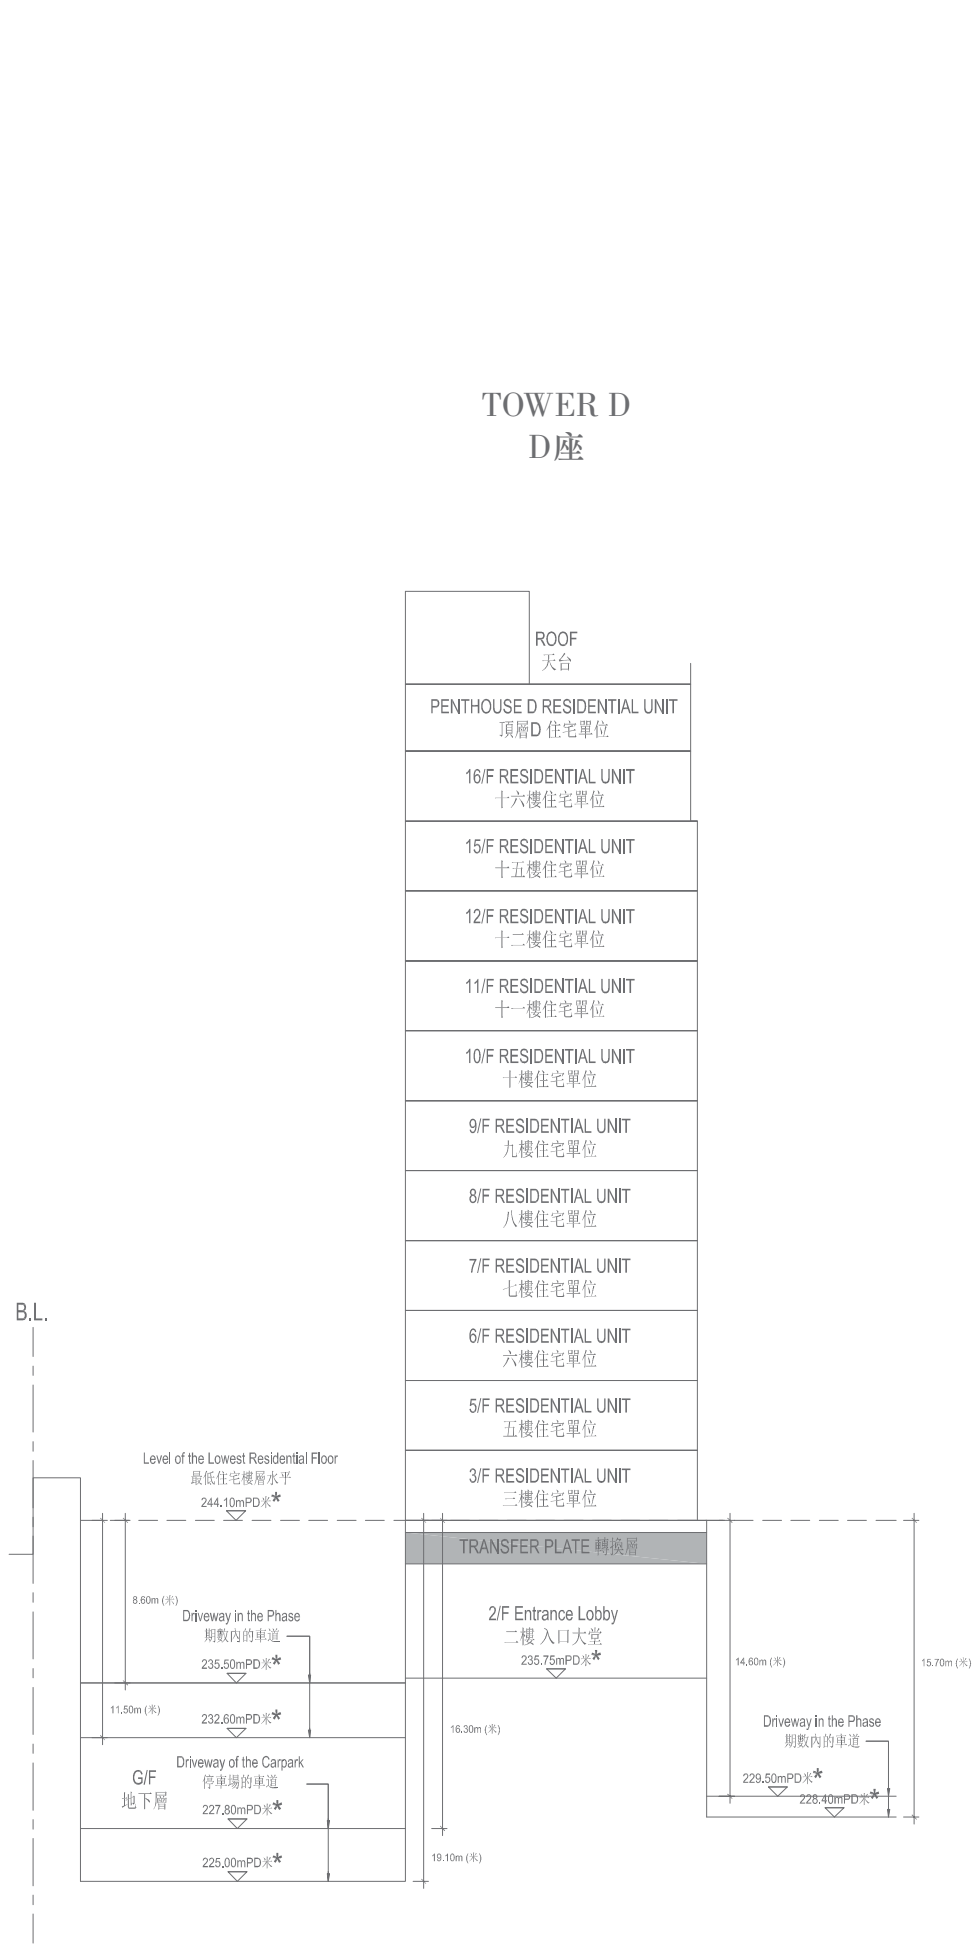 TOWER D
D座
ROOF
天台
PENTHOUSE D RESIDENTIAL UNIT
頂層D 住宅單位
16/F RESIDENTIAL UNIT
十六樓住宅單位
15/F RESIDENTIAL UNIT
十五樓住宅單位
12/F RESIDENTIAL UNIT
十二樓住宅單位
11/F RESIDENTIAL UNIT
十一樓住宅單位
10/F RESIDENTIAL UNIT
十樓住宅單位
9/F RESIDENTIAL UNIT
九樓住宅單位
8/F RESIDENTIAL UNIT
八樓住宅單位
7/F RESIDENTIAL UNIT
七樓住宅單位
B.L.
6/F RESIDENTIAL UNIT
六樓住宅單位
5/F RESIDENTIAL UNIT
五樓住宅單位
Level of the Lowest Residential Floor
最低住宅樓層水平
244.10mPD米*
3/F RESIDENTIAL UNIT
三樓住宅單位
TRANSFER PLATE 轉換層
8.60m (米)
Driveway in the Phase
期數內的車道
235.50mPD米*
2/F Entrance Lobby
二樓 入口大堂
235.75mPD米*
14.60m (米)
15.70m (米)
11.50m (米)
232.60mPD米*
16.30m (米)
Driveway in the Phase
期數內的車道
229.50mPD米*
228.40mPD米*
G/F
地下層
Driveway of the Carpark
停車場的車道
227.80mPD米*
19.10m (米)
225.00mPD米*